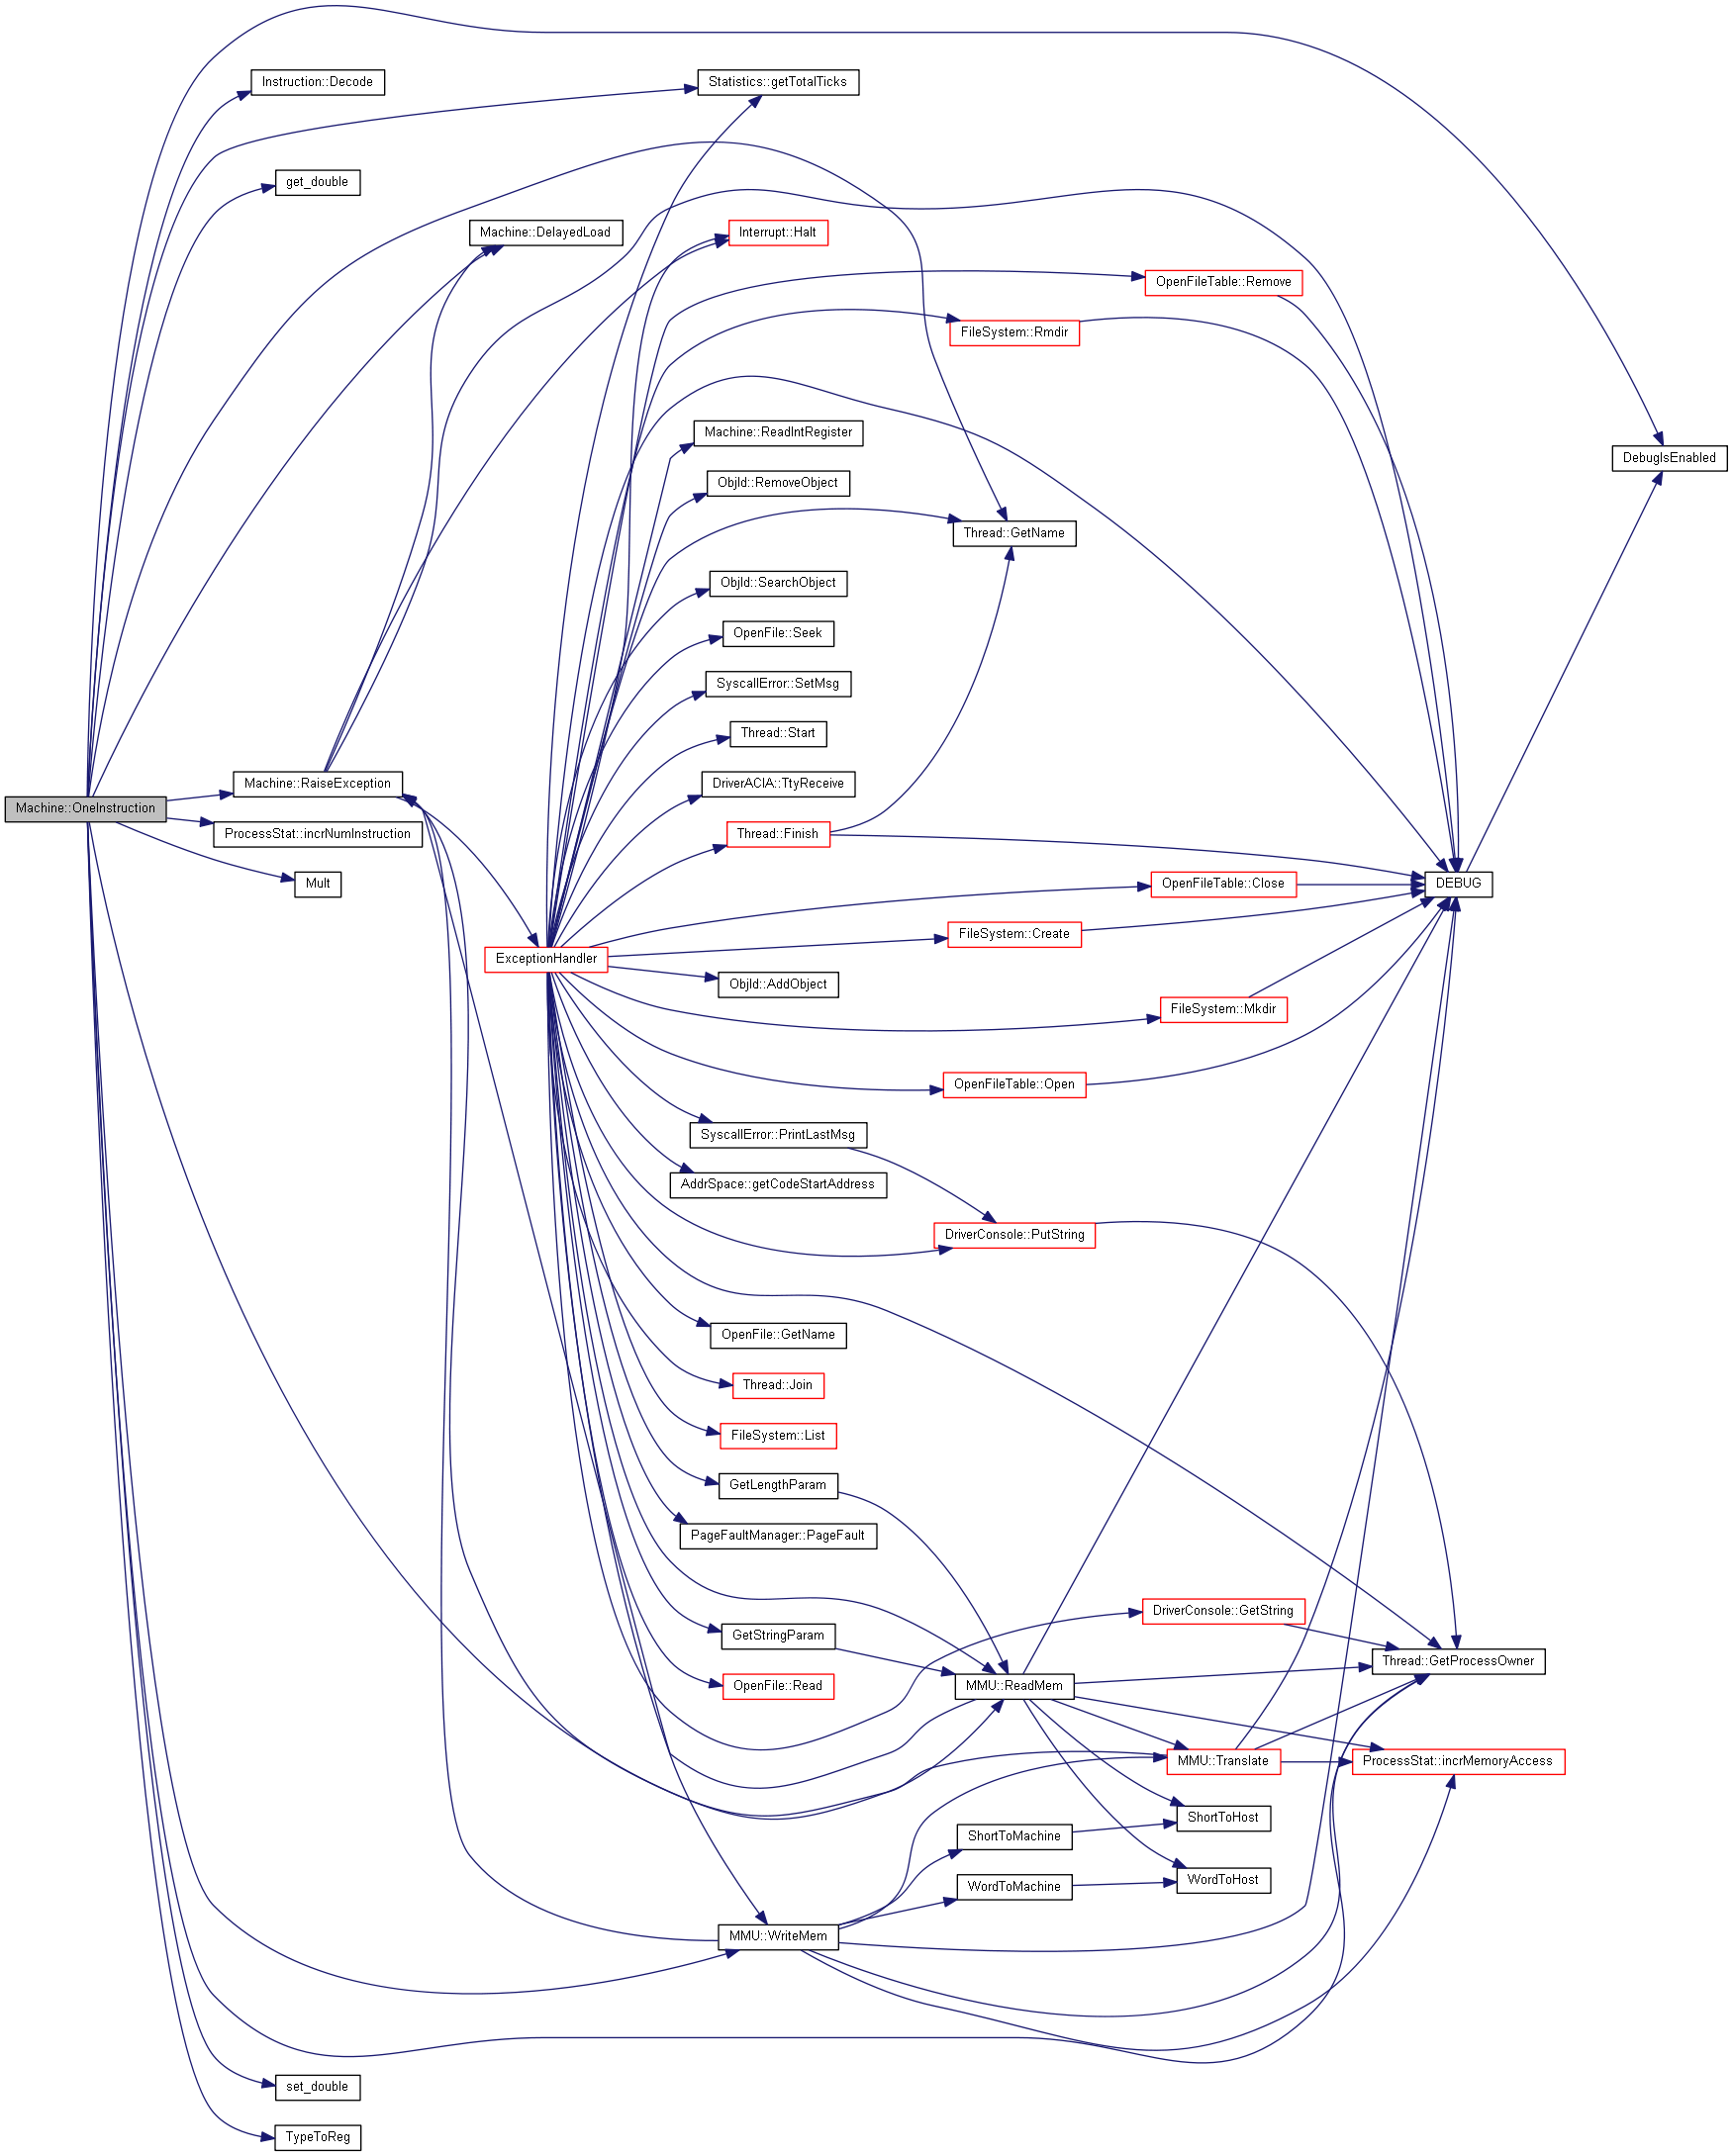 Instruction::Decode
Statistics::getTotalTicks
get_double
Machine::DelayedLoad
Interrupt::Halt
OpenFileTable::Remove
FileSystem::Rmdir
Machine::ReadIntRegister
DebugIsEnabled
ObjId::RemoveObject
Thread::GetName
ObjId::SearchObject
OpenFile::Seek
SyscallError::SetMsg
Thread::Start
Machine::RaiseException
DriverACIA::TtyReceive
Machine::OneInstruction
ProcessStat::incrNumInstruction
Thread::Finish
Mult
OpenFileTable::Close
DEBUG
FileSystem::Create
ExceptionHandler
ObjId::AddObject
FileSystem::Mkdir
OpenFileTable::Open
SyscallError::PrintLastMsg
AddrSpace::getCodeStartAddress
DriverConsole::PutString
OpenFile::GetName
Thread::Join
FileSystem::List
GetLengthParam
PageFaultManager::PageFault
DriverConsole::GetString
GetStringParam
Thread::GetProcessOwner
OpenFile::Read
MMU::ReadMem
MMU::Translate
ProcessStat::incrMemoryAccess
ShortToHost
ShortToMachine
WordToHost
WordToMachine
MMU::WriteMem
set_double
TypeToReg